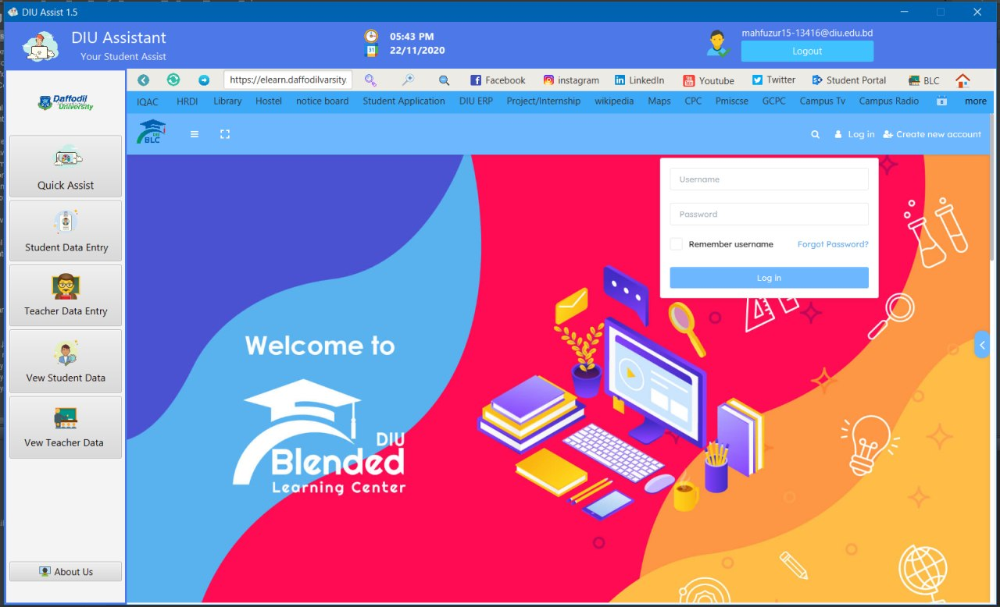 DIU Assist 1.5
DIU Assistant
Your Student Assist
05:43 PM
22/11/2020
mahfuzur15-13416@diu.edu.bd
Logout
https://elearn.daffodilvarsity
Facebook
instagram
LinkedIn
Youtube
Twitter
Student Portal
BLC
IQAC
HRDI
Library
Hostel
notice board
Student Application
DIU ERP
Project/Internship
wikipedia
Maps
CPC
Pmiscse
GCPC
Campus Tv
Campus Radio
more
Daffodil
University
Quick Assist
Student Data Entry
Teacher Data Entry
Vew Student Data
Vew Teacher Data
About Us
DIU
BLC
Log in
Create new account
Username
Password
Remember username
Forgot Password?
Log in
Welcome to
DIU
Blended
Learning Center